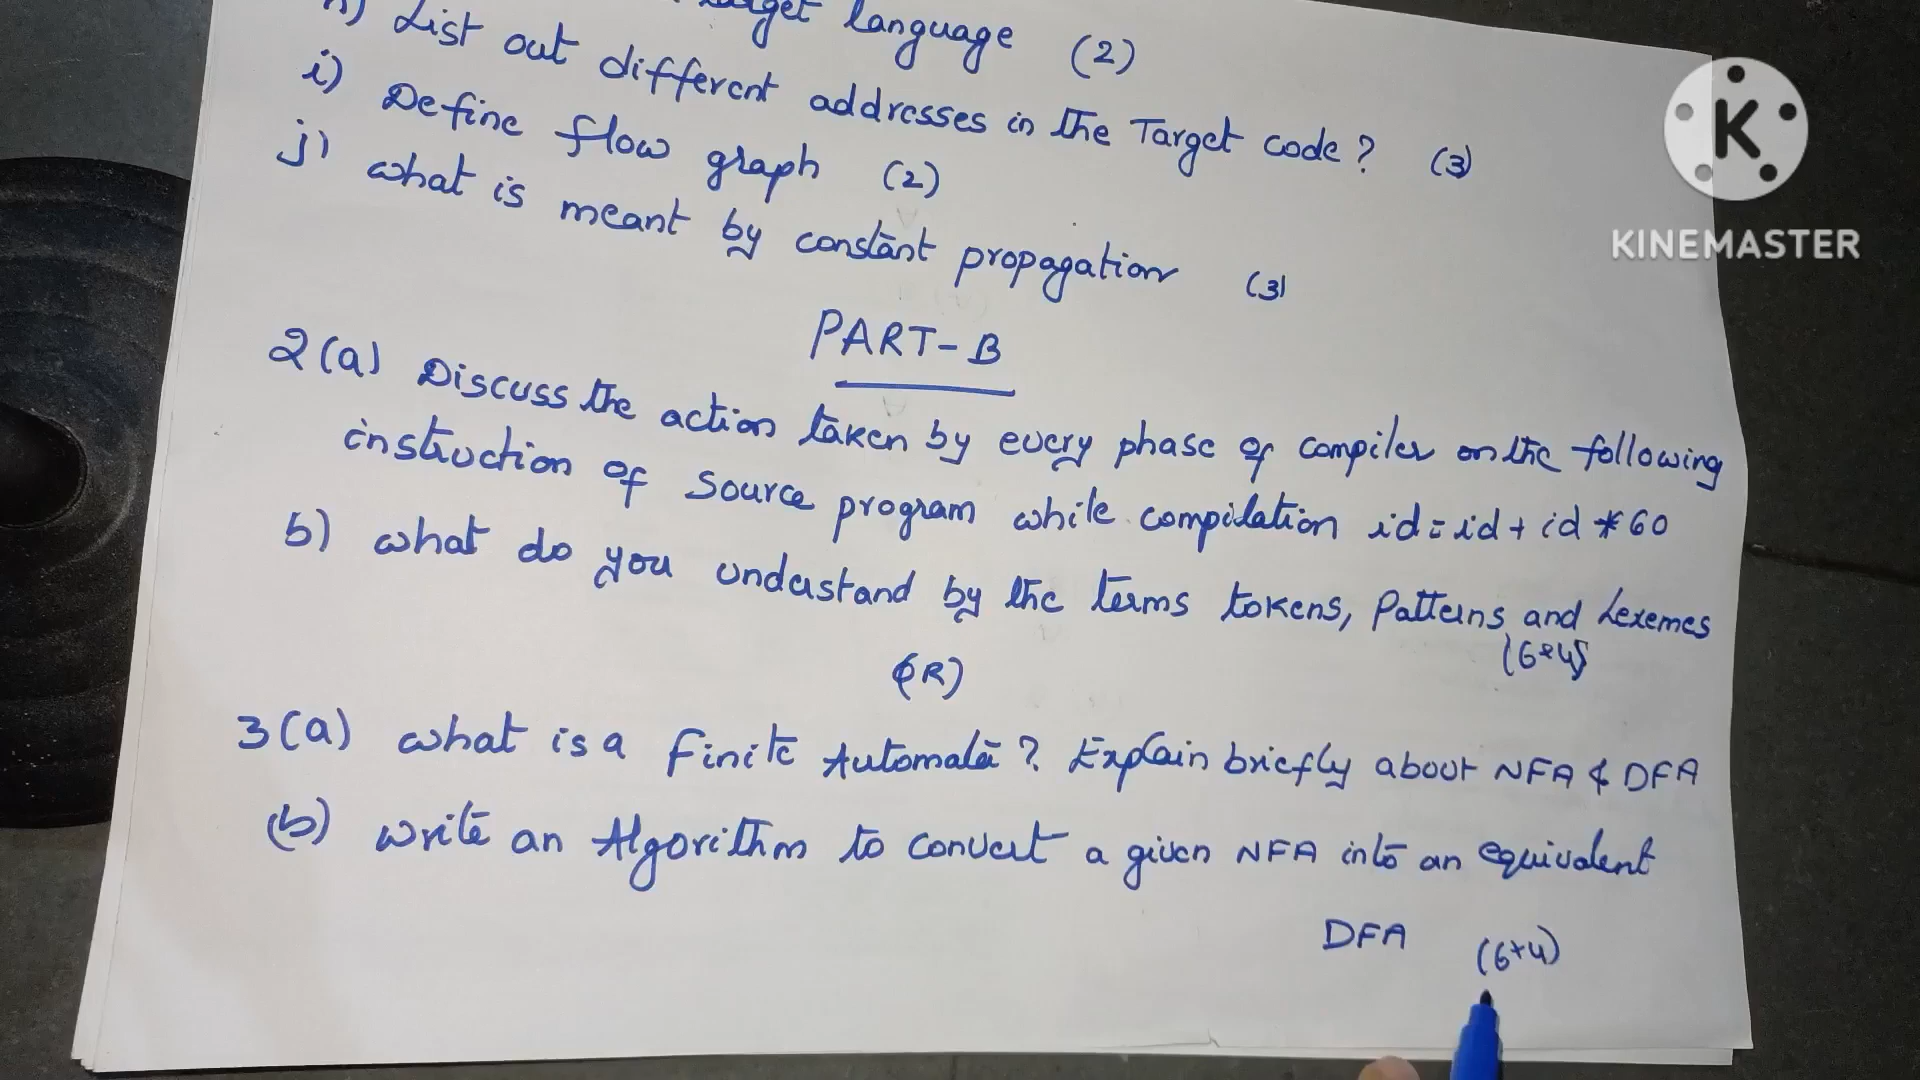 target language (2)
h) List out different addresses in the Target code? (3)
i) Define flow graph (2)
j) what is meant by constant propagation (3)
PART-B
2(a) Discuss the action taken by every phase of compiler on the following
instruction of source program while compilation id=id+id*60
b) what do you understand by the terms tokens, Patterns and Lexemes
(6+4)
(OR)
3(a) what is a Finite Automata? Explain briefly about NFA & DFA
(b) write an Algorithm to convert a given NFA into an equivalent
DFA (6+4)
K
KINEMASTER